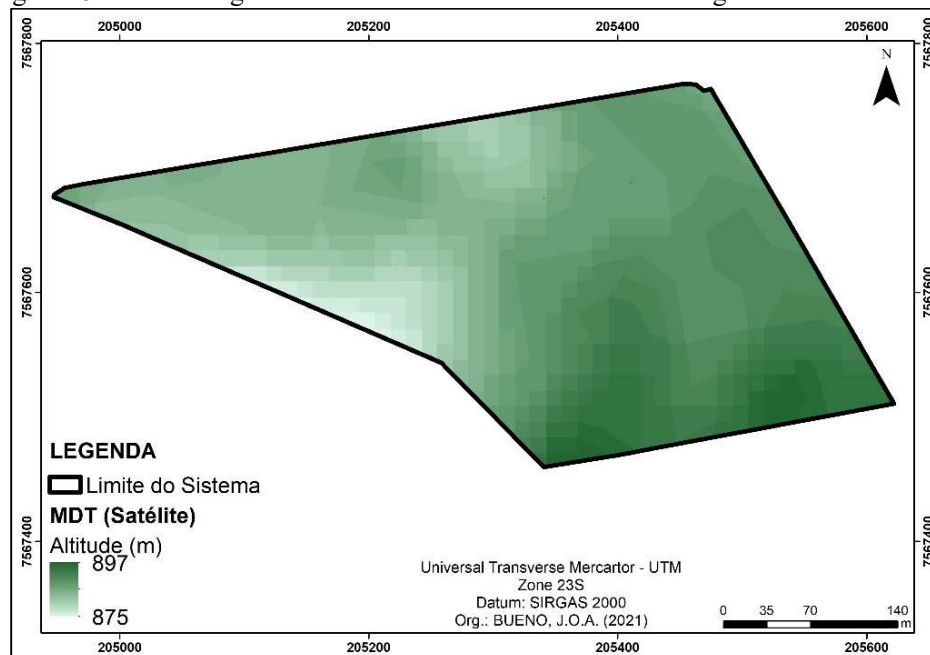 205000 205200 205400 205600
7567800 7567800
N
7567600 7567600
LEGENDA
Limite do Sistema
MDT (Satélite)
Altitude (m)
897
875
7567400 7567400
Universal Transverse Mercartor - UTM
Zone 23S
Datum: SIRGAS 2000
Org.: BUENO, J.O.A. (2021)
0 35 70 140
m
205000 205200 205400 205600